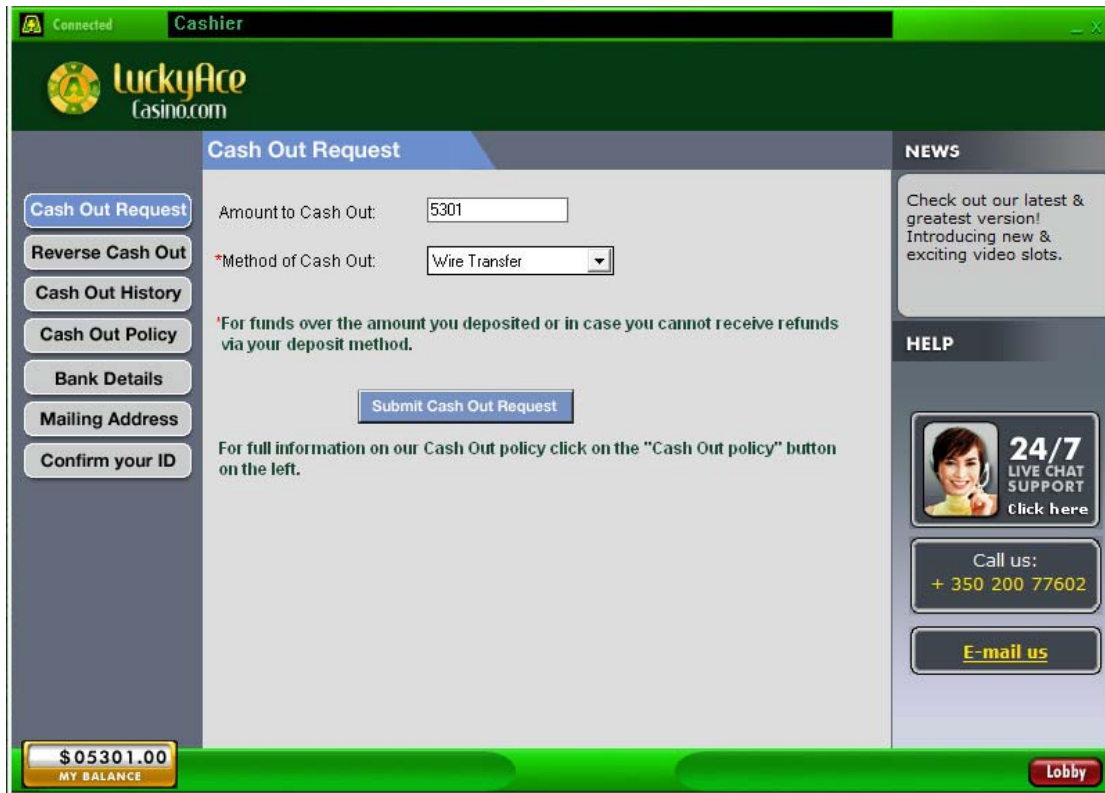 Connected
Cashier
_ X
LuckyAce
Casino.com
Cash Out Request
Cash Out Request
Reverse Cash Out
Cash Out History
Cash Out Policy
Bank Details
Mailing Address
Confirm your ID
Amount to Cash Out:
5301
*Method of Cash Out:
Wire Transfer
*For funds over the amount you deposited or in case you cannot receive refunds
via your deposit method.
Submit Cash Out Request
For full information on our Cash Out policy click on the "Cash Out policy" button
on the left.
NEWS
Check out our latest &
greatest version!
Introducing new &
exciting video slots.
HELP
24/7
LIVE CHAT
SUPPORT
Click here
Call us:
+ 350 200 77602
E-mail us
$05301.00
MY BALANCE
Lobby